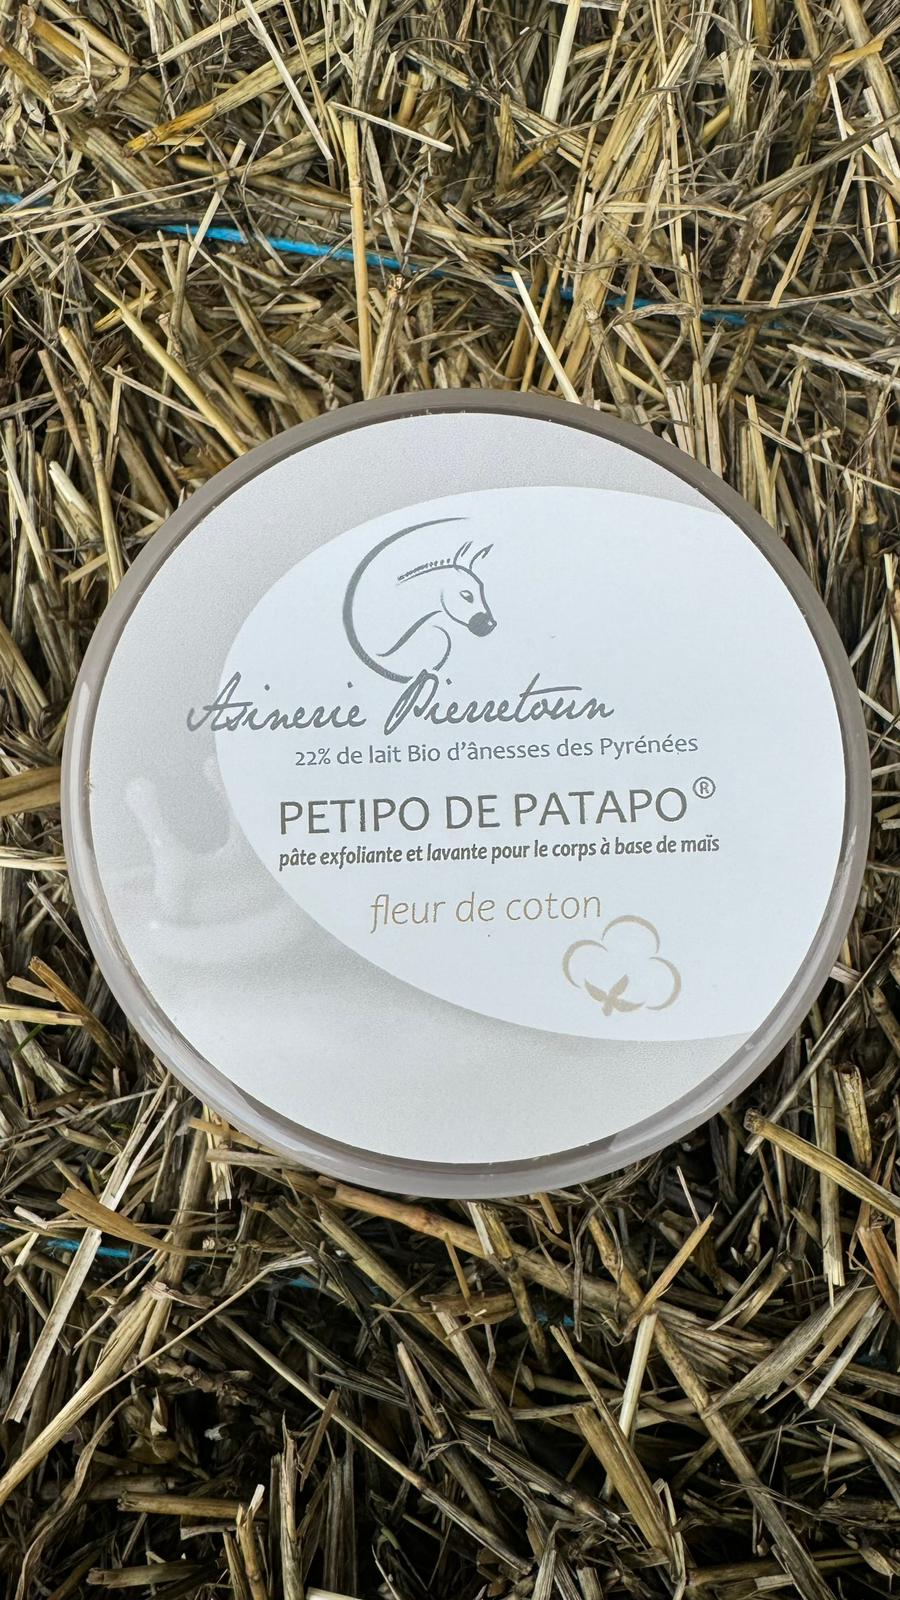 Asinerie Pierretoun
22% de lait Bio d'ânesses des Pyrénées
PETIPO DE PATAPO®
pâte exfoliante et lavante pour le corps à base de maïs
fleur de coton